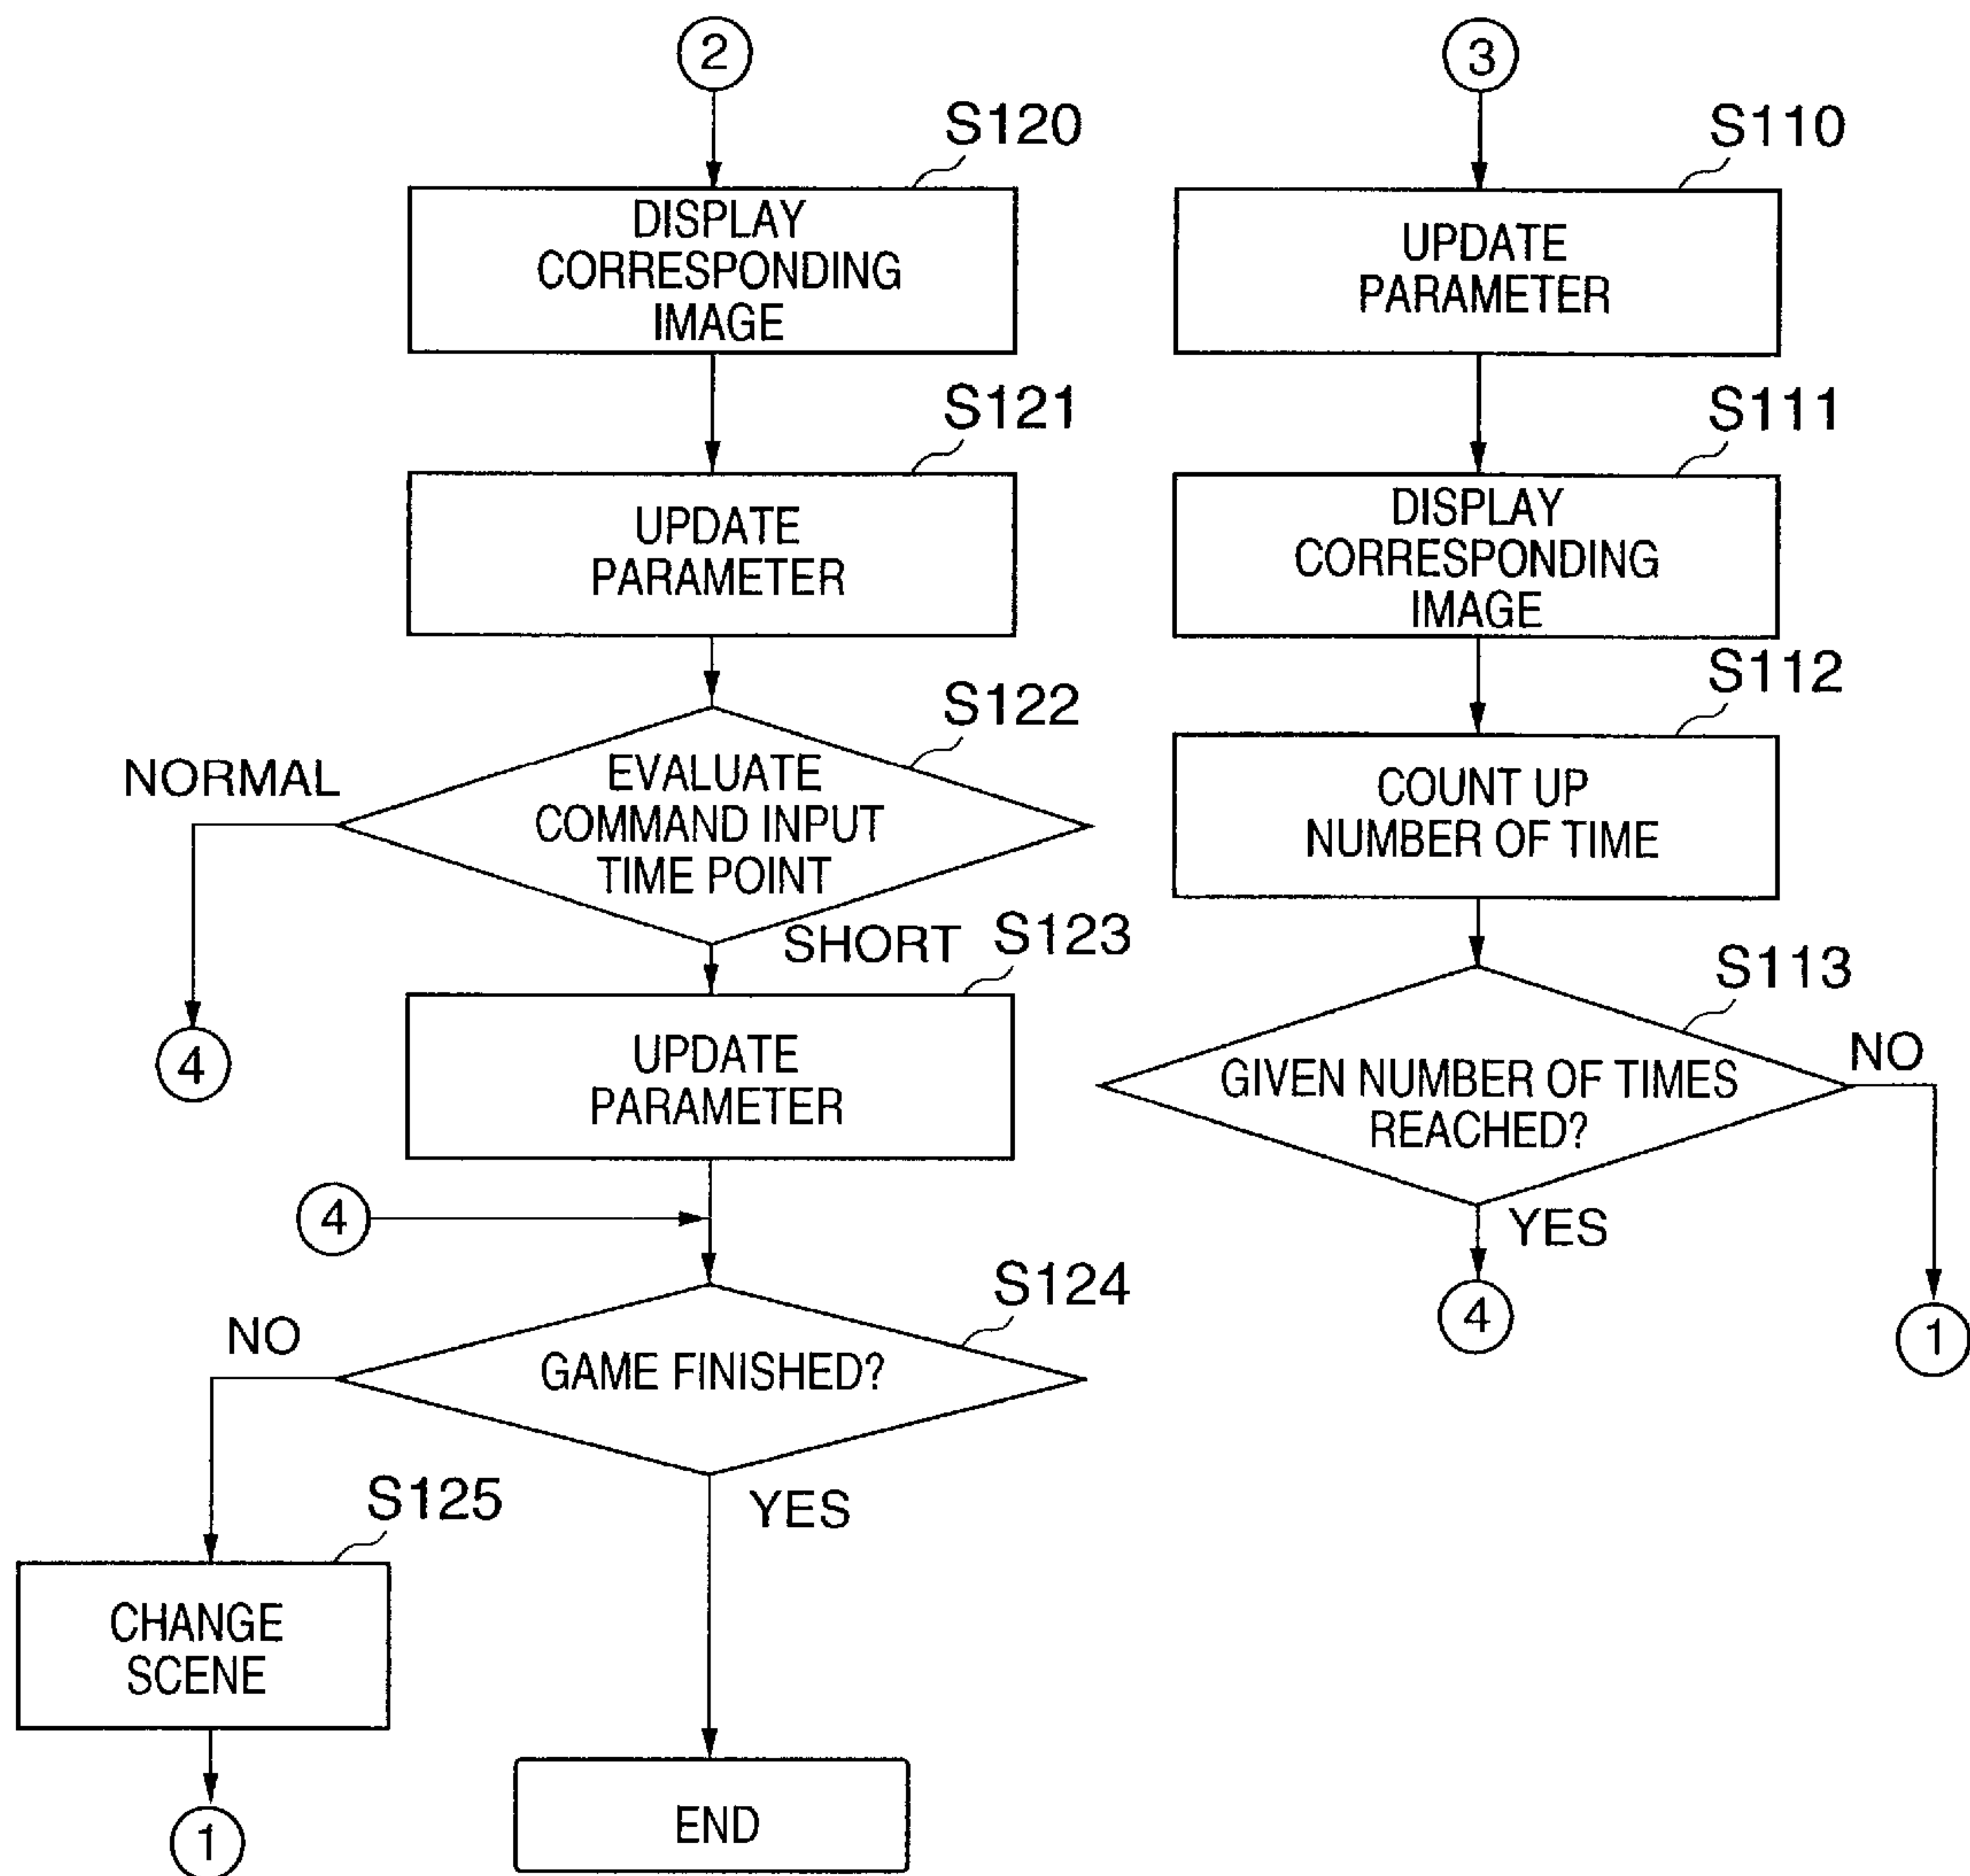 2
S120
DISPLAY
CORRESPONDING
IMAGE
S121
UPDATE
PARAMETER
S122
EVALUATE
COMMAND INPUT
TIME POINT
NORMAL
4
SHORT
S123
UPDATE
PARAMETER
4
S124
GAME FINISHED?
NO
YES
S125
CHANGE
SCENE
1
END
3
S110
UPDATE
PARAMETER
S111
DISPLAY
CORRESPONDING
IMAGE
S112
COUNT UP
NUMBER OF TIME
S113
GIVEN NUMBER OF TIMES
REACHED?
NO
YES
4
1